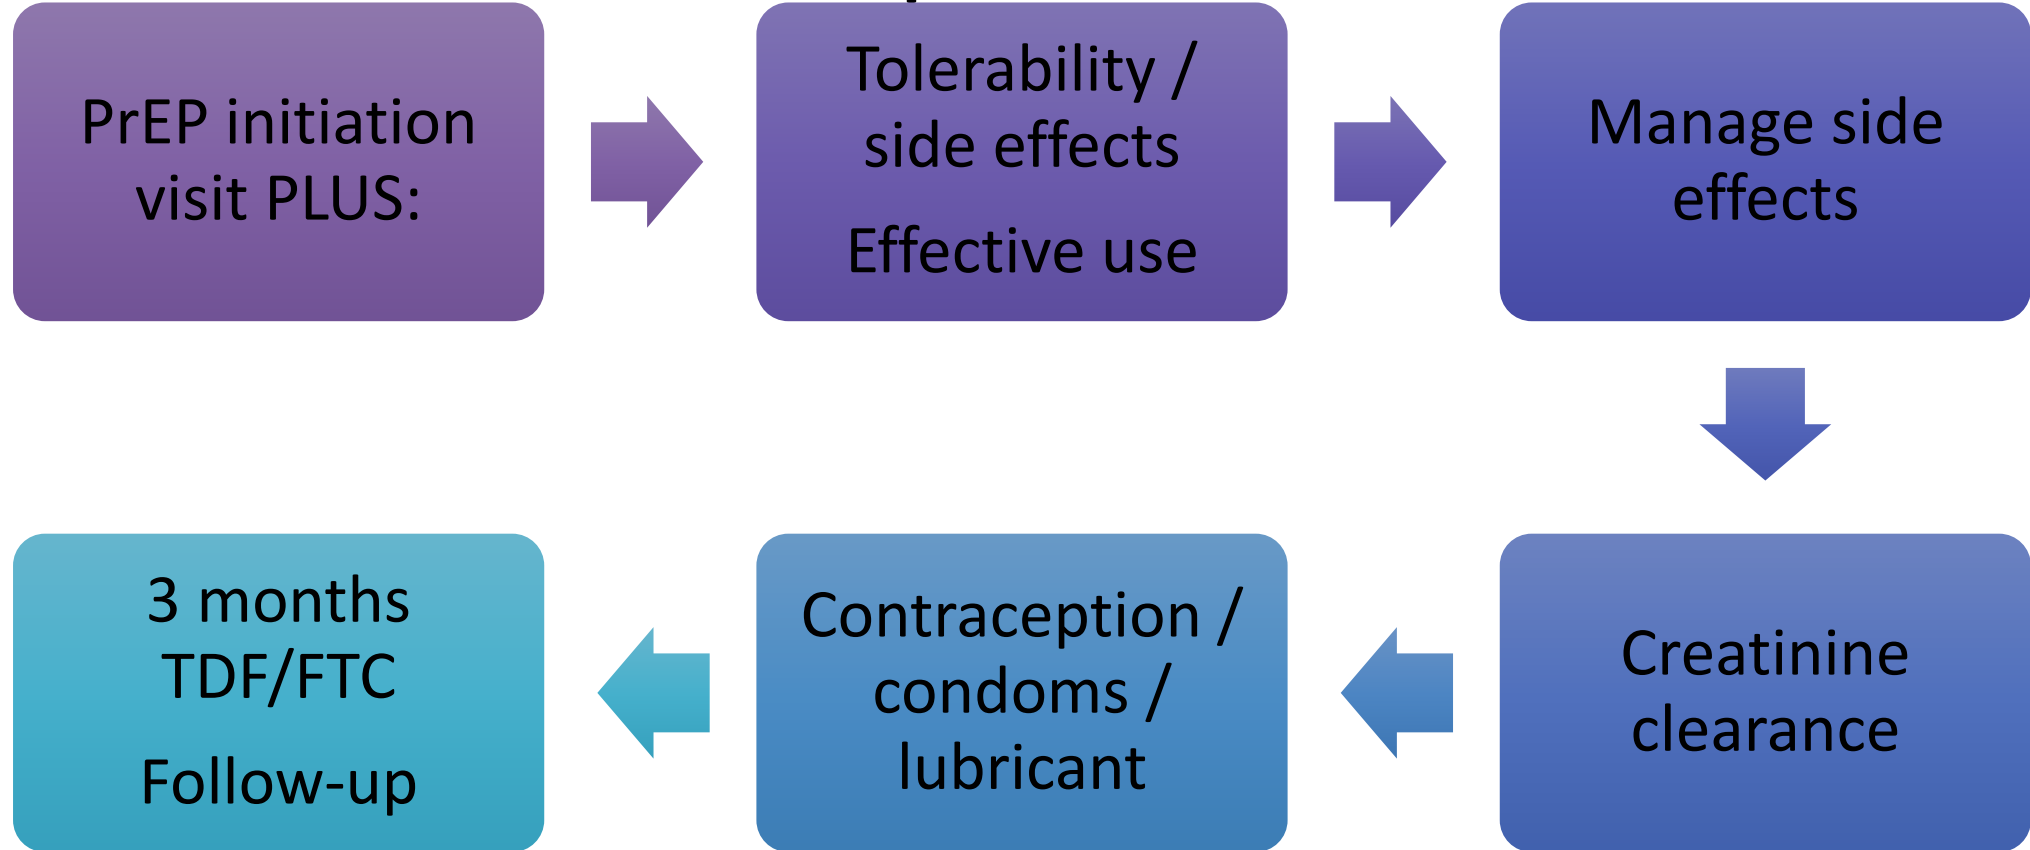 PrEP initiation
visit PLUS:
Tolerability /
side effects
Effective use
Manage side
effects
Creatinine
clearance
Contraception /
condoms /
lubricant
3 months
TDF/FTC
Follow-up